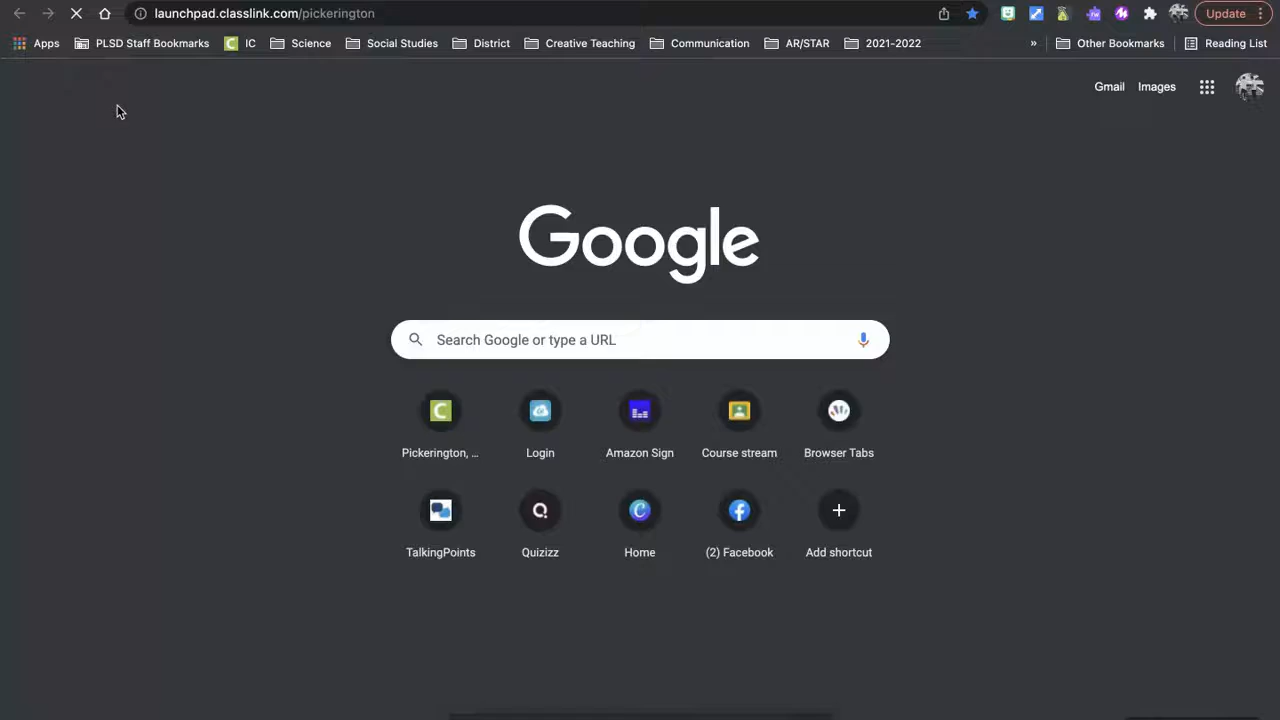 launchpad.classlink.com/pickerington
Update
Apps PLSD Staff Bookmarks IC Science Social Studies District Creative Teaching Communication AR/STAR 2021-2022 » Other Bookmarks Reading List
Gmail Images
Google
Search Google or type a URL
Pickerington, ... Login Amazon Sign Course stream Browser Tabs
TalkingPoints Quizizz Home (2) Facebook Add shortcut